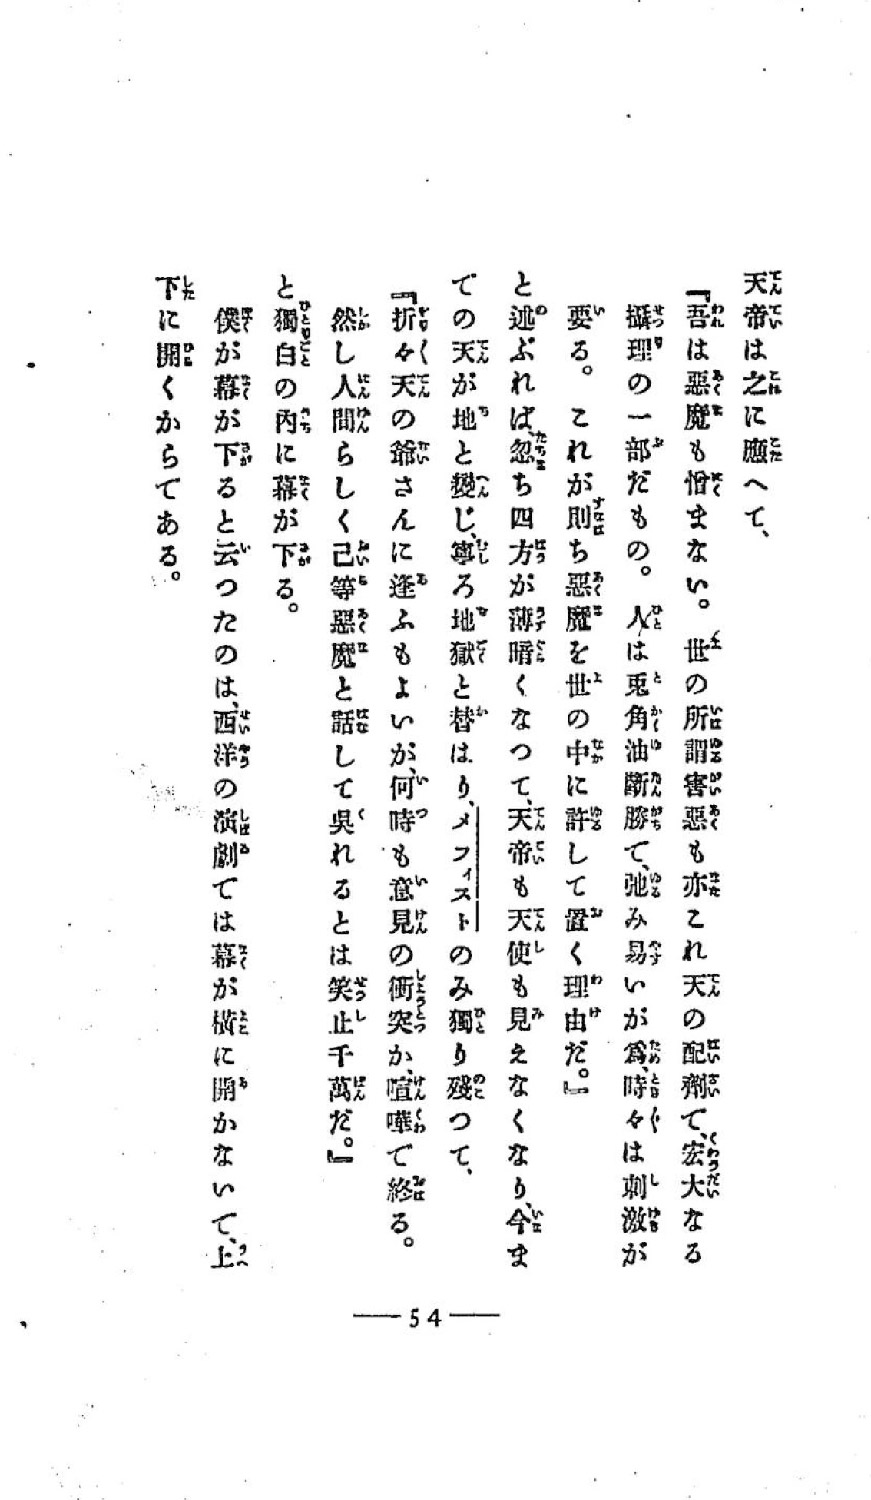 天帝は之に應へて、
『吾は惡魔も憎まない。世の所謂害惡も亦これ天の配劑で、宏大なる
攝理の一部だもの。人は兎角油斷勝で、弛み易いが爲、時々は刺激が
要る。これが則ち惡魔を世の中に許して置く理由だ。』
と述ぶれば、忽ち四方が薄暗くなつて、天帝も天使も見えなくなり、今ま
での天が地と變じ、寧ろ地獄と替はり、メフィストのみ獨り殘つて、
『折々天の爺さんに逢ふもよいが、何時も意見の衝突か、喧嘩で終る。
然し人間らしく己等惡魔と話して呉れるとは笑止千萬だ。』
と獨白の内に幕が下る。
僕が幕が下ると云つたのは、西洋の演劇では幕が橫に開かないで、上
下に開くからである。
54